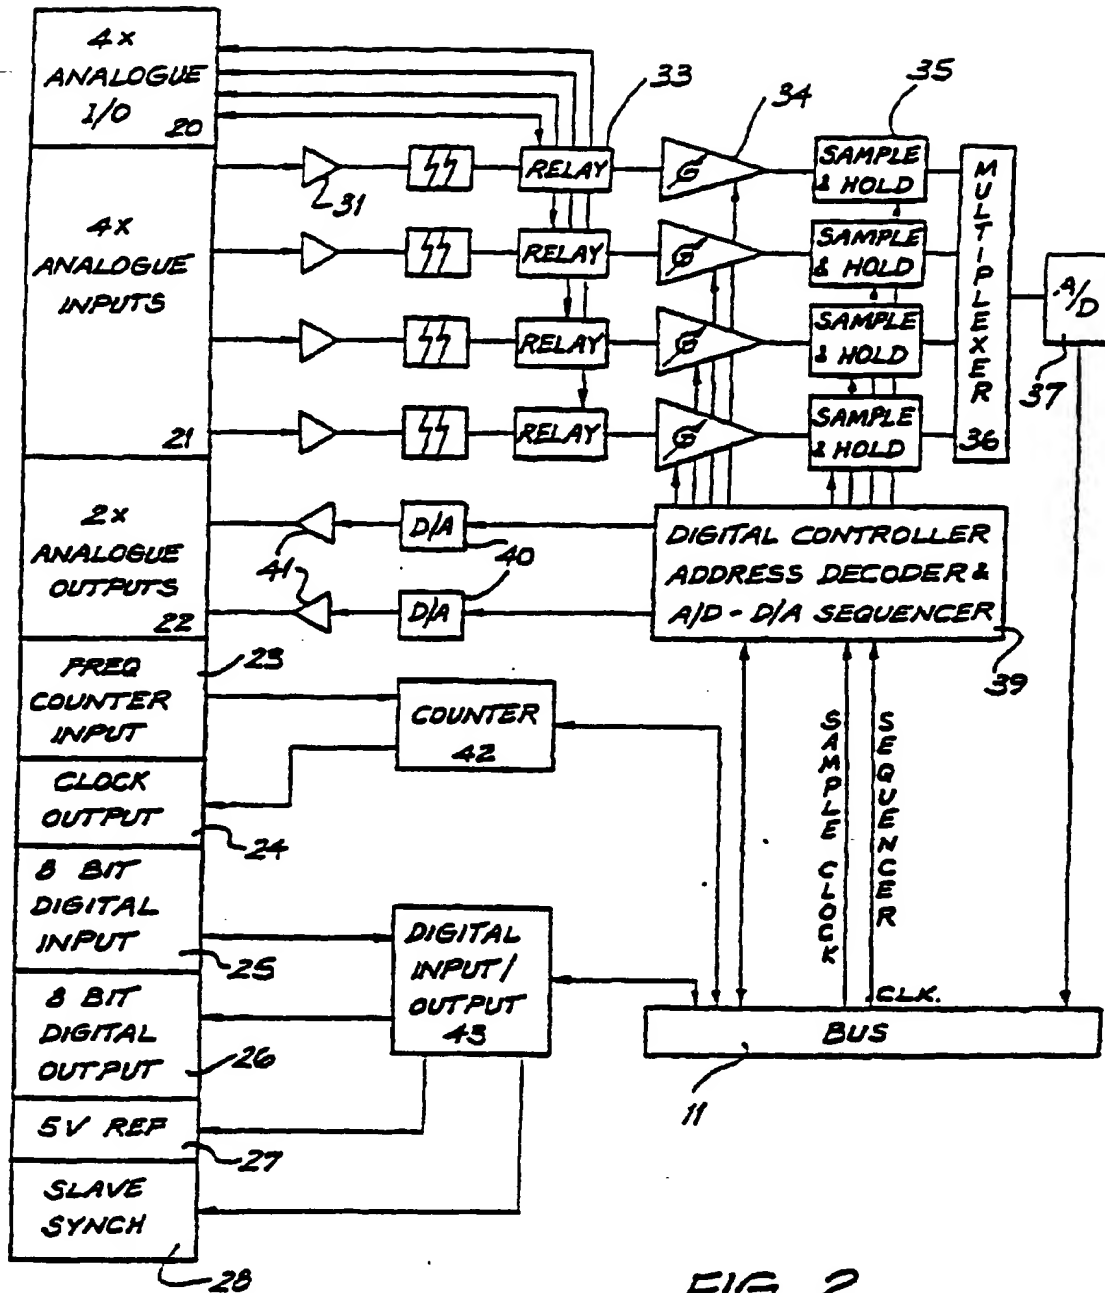 4x
ANALOGUE
I/O
20
33
34
35
31
RELAY
G
SAMPLE
& HOLD
MULTIPLEXER
4x
ANALOGUE
INPUTS
21
RELAY
G
SAMPLE
& HOLD
A/D
37
RELAY
G
SAMPLE
& HOLD
RELAY
G
SAMPLE
& HOLD
36
2x
ANALOGUE
OUTPUTS
22
41
D/A
40
D/A
DIGITAL CONTROLLER
ADDRESS DECODER &
A/D - D/A SEQUENCER
39
FREQ
COUNTER
INPUT
23
COUNTER
42
SAMPLE CLOCK
SEQUENCER
CLK.
CLOCK
OUTPUT
24
8 BIT
DIGITAL
INPUT
25
DIGITAL
INPUT/
OUTPUT
43
8 BIT
DIGITAL
OUTPUT
26
BUS
11
5V REF
27
SLAVE
SYNCH
28
FIG. 2